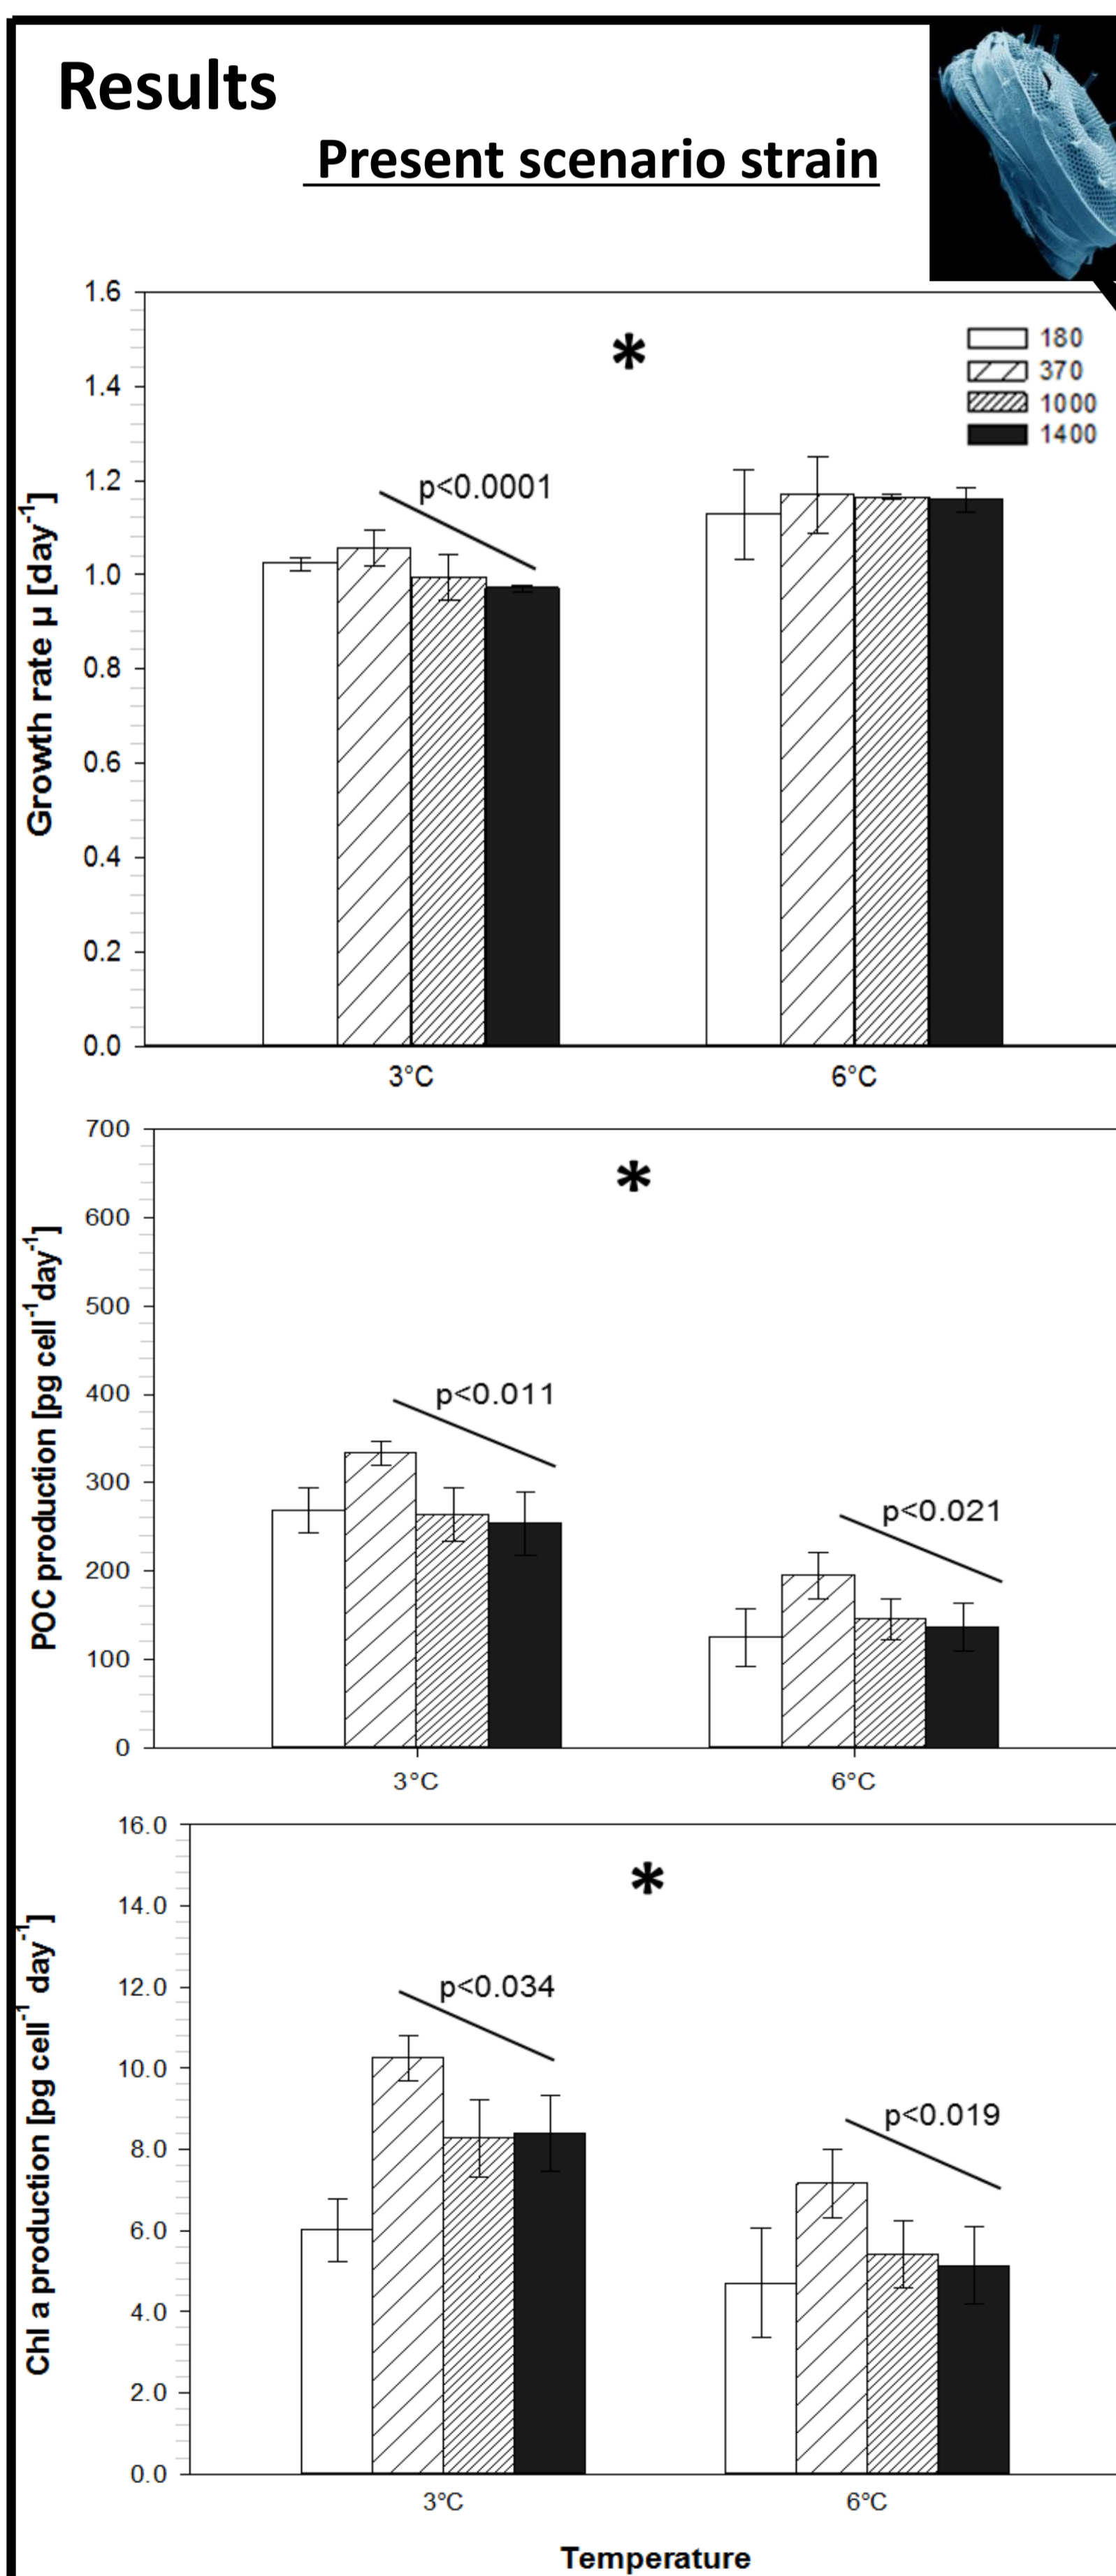 Results
Present scenario strain
1.6
1.4
1.2
1.0
0.8
0.6
0.4
0.2
0.0
Growth rate µ [day-1]
*
180
370
1000
1400
p<0.0001
3°C
6°C
700
600
500
400
300
200
100
0
POC production [pg cell-1day-1]
*
p<0.011
p<0.021
3°C
6°C
16.0
14.0
12.0
10.0
8.0
6.0
4.0
2.0
0.0
Chl a production [pg cell-1 day-1]
*
p<0.034
p<0.019
3°C
6°C
Temperature